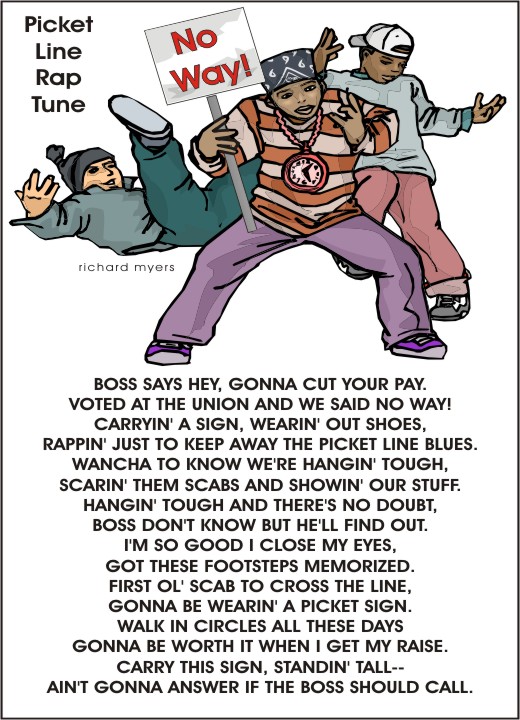 Picket
Line
Rap
Tune
No
Way!
richard myers
BOSS SAYS HEY, GONNA CUT YOUR PAY.
VOTED AT THE UNION AND WE SAID NO WAY!
CARRYIN' A SIGN, WEARIN' OUT SHOES,
RAPPIN' JUST TO KEEP AWAY THE PICKET LINE BLUES.
WANCHA TO KNOW WE'RE HANGIN' TOUGH,
SCARIN' THEM SCABS AND SHOWIN' OUR STUFF.
HANGIN' TOUGH AND THERE'S NO DOUBT,
BOSS DON'T KNOW BUT HE'LL FIND OUT.
I'M SO GOOD I CLOSE MY EYES,
GOT THESE FOOTSTEPS MEMORIZED.
FIRST OL' SCAB TO CROSS THE LINE,
GONNA BE WEARIN' A PICKET SIGN.
WALK IN CIRCLES ALL THESE DAYS
GONNA BE WORTH IT WHEN I GET MY RAISE.
CARRY THIS SIGN, STANDIN' TALL--
AIN'T GONNA ANSWER IF THE BOSS SHOULD CALL.